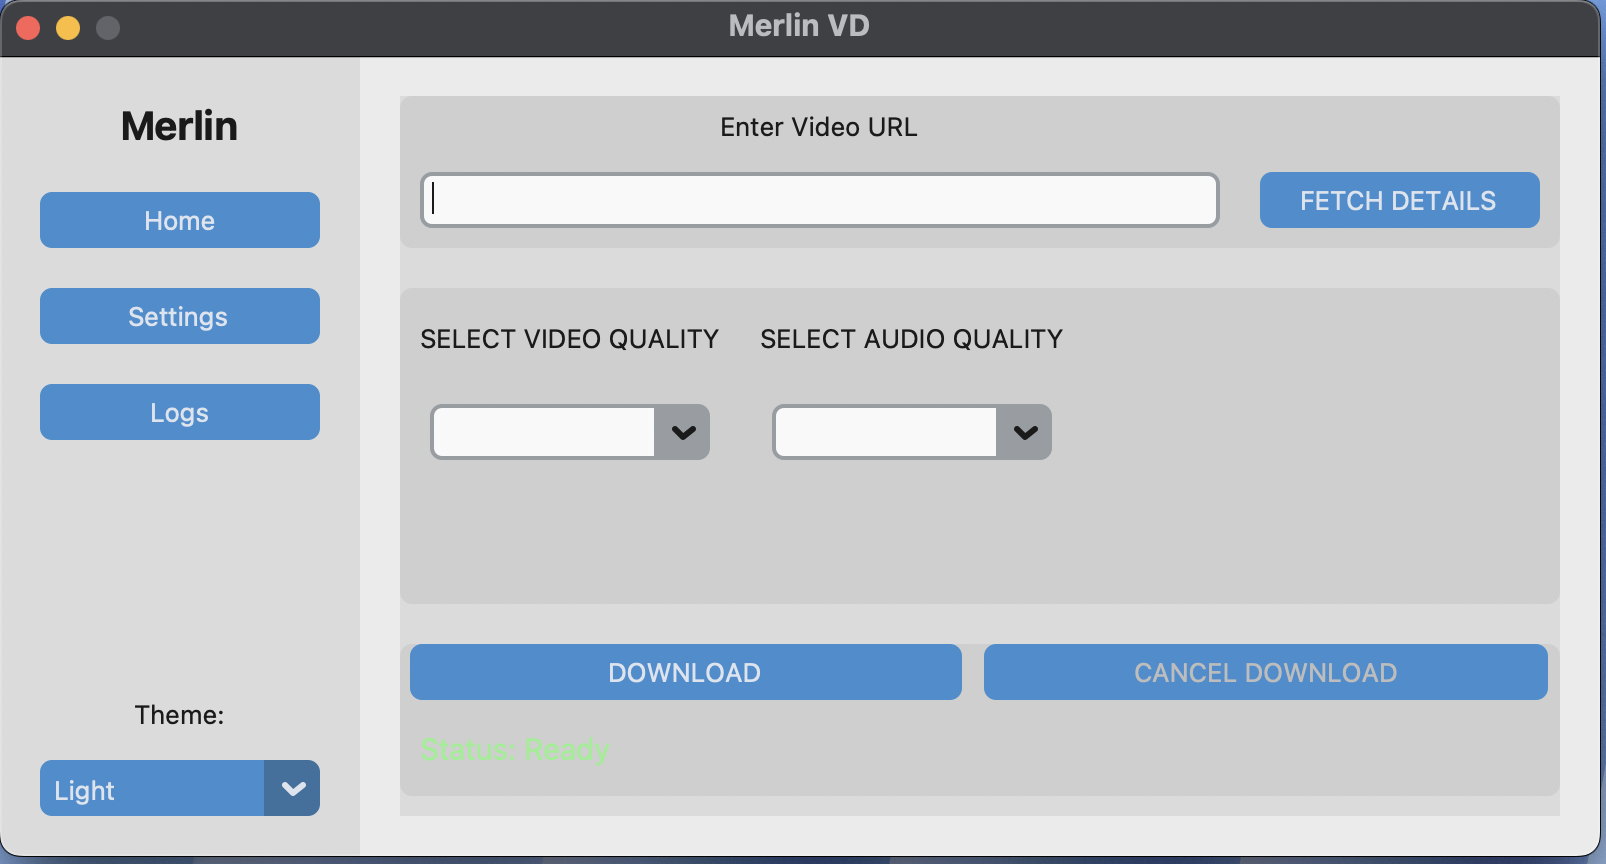 Merlin VD
Merlin
Home
Settings
Logs
Theme:
Light
Enter Video URL
FETCH DETAILS
SELECT VIDEO QUALITY
SELECT AUDIO QUALITY
DOWNLOAD
CANCEL DOWNLOAD
Status: Ready